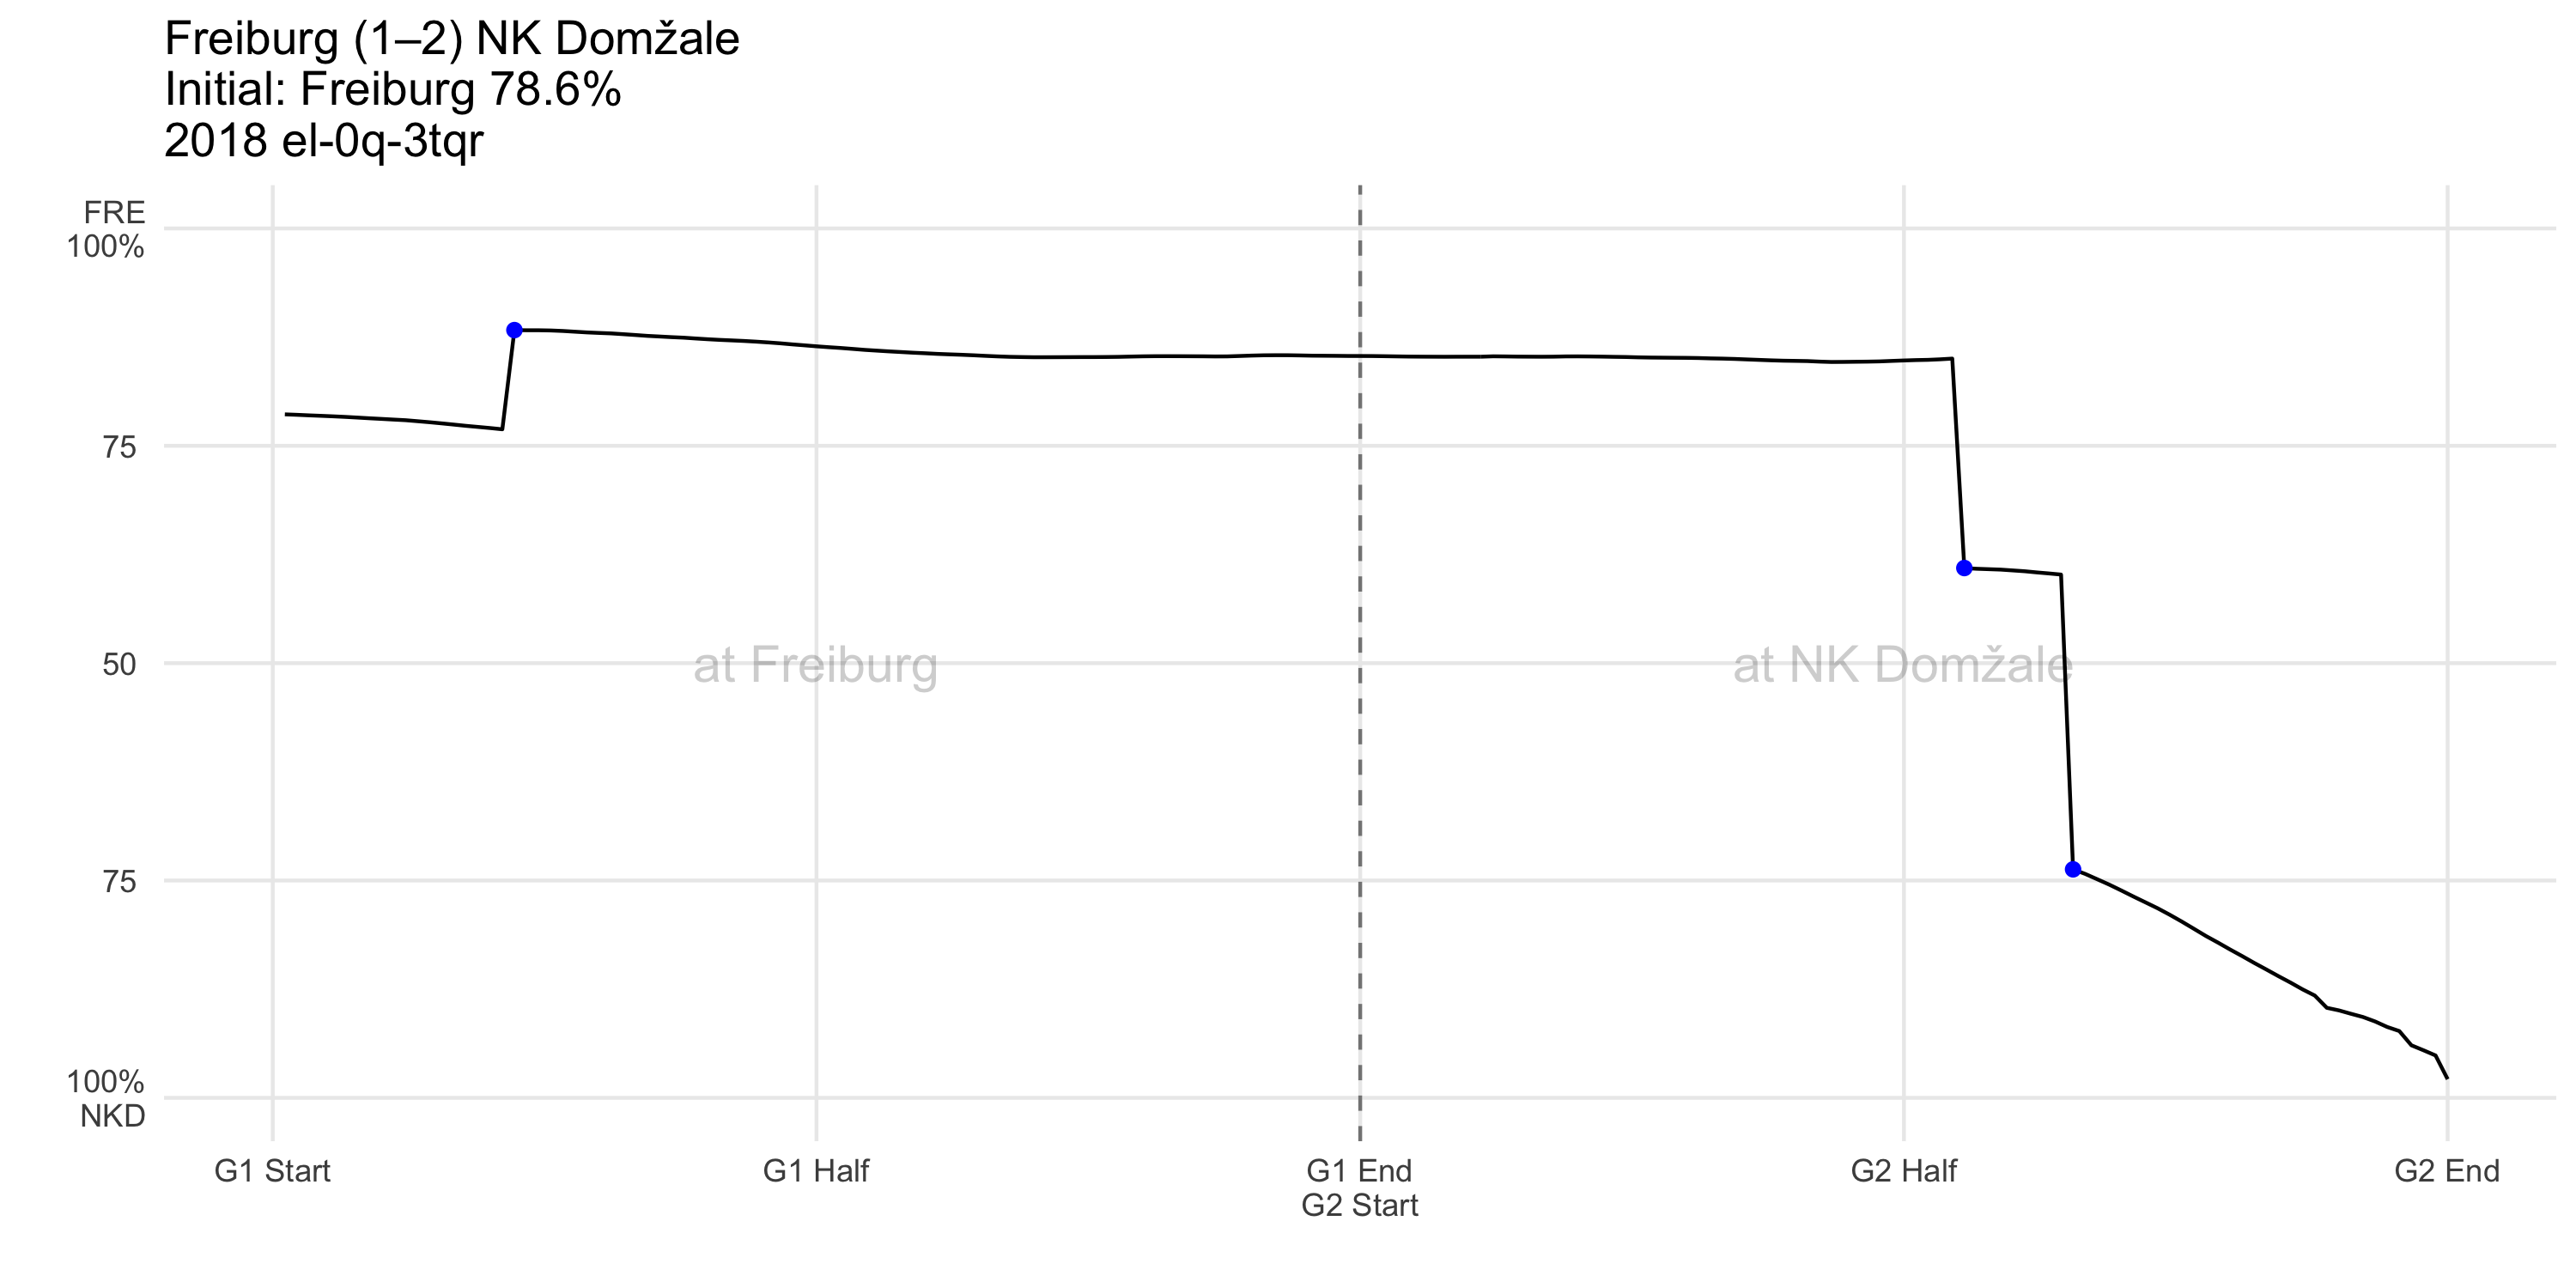 Freiburg (1–2) NK Domžale
Initial: Freiburg 78.6%
2018 el-0q-3tqr
FRE
100%
75
50
75
100%
NKD
at Freiburg
at NK Domžale
G1 Start
G1 Half
G1 End
G2 Start
G2 Half
G2 End